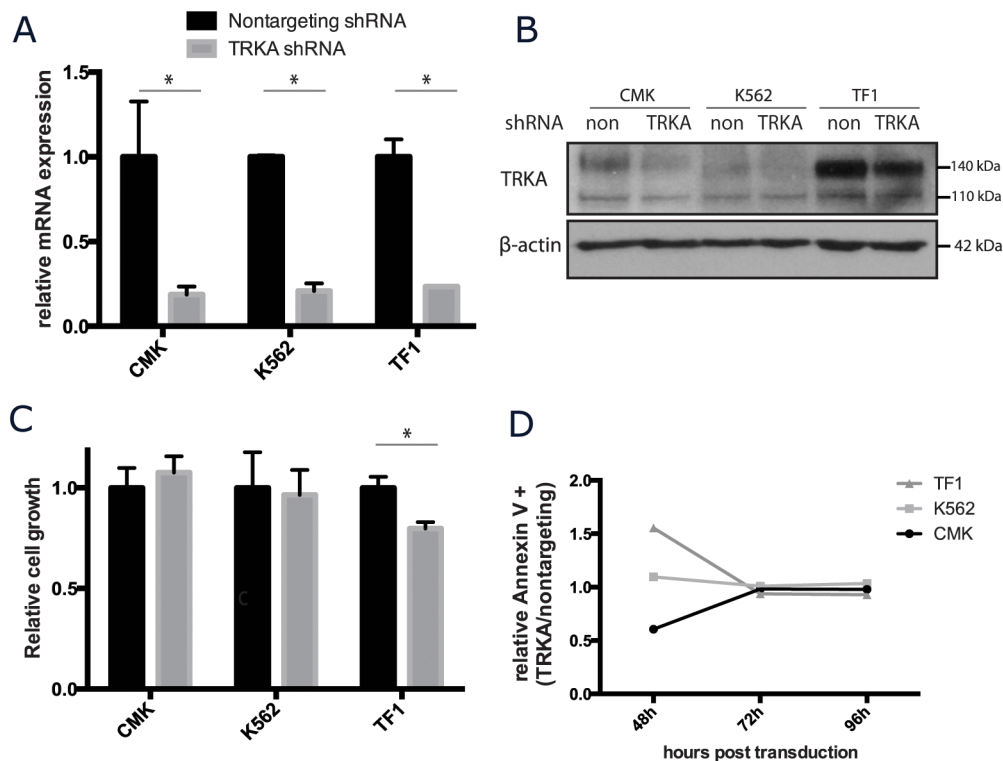 A
Nontargeting shRNA
TRKA shRNA
relative mRNA expression
1.5
1.0
0.5
0.0
*
*
*
CMK
K562
TF1
B
CMK
K562
TF1
shRNA
non
TRKA
non
TRKA
non
TRKA
TRKA
140 kDa
110 kDa
β-actin
42 kDa
C
Relative cell growth
1.0
0.5
0.0
C
*
CMK
K562
TF1
D
relative Annexin V +
(TRKA/nontargeting)
2.0
1.5
1.0
0.5
0.0
TF1
K562
CMK
48h
72h
96h
hours post transduction